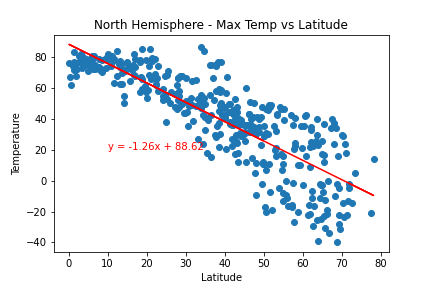 North Hemisphere - Max Temp vs Latitude
80
60
40
20
0
−20
−40
Temperature
y = -1.26x + 88.62
0 10 20 30 40 50 60 70 80
Latitude